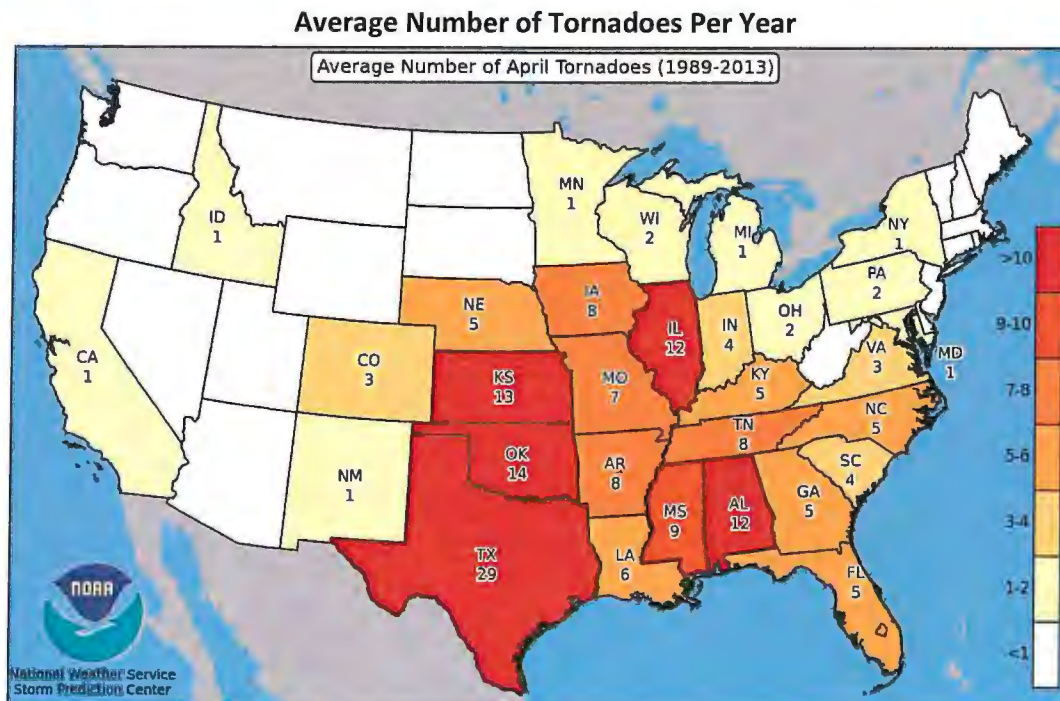 Average Number of Tornadoes Per Year
Average Number of April Tornadoes (1989-2013)
MN
1
ID
1
WI
2
MI
1
NY
1
>10
PA
2
NE
5
IA
8
9-10
OH
2
IL
12
IN
4
CA
1
CO
3
VA
3
MD
1
KS
13
MO
7
KY
5
7-8
NC
5
TN
8
OK
14
5-6
NM
1
AR
8
SC
4
GA
5
AL
12
MS
9
3-4
TX
29
LA
6
FL
5
NOAA
1-2
<1
National Weather Service
Storm Prediction Center